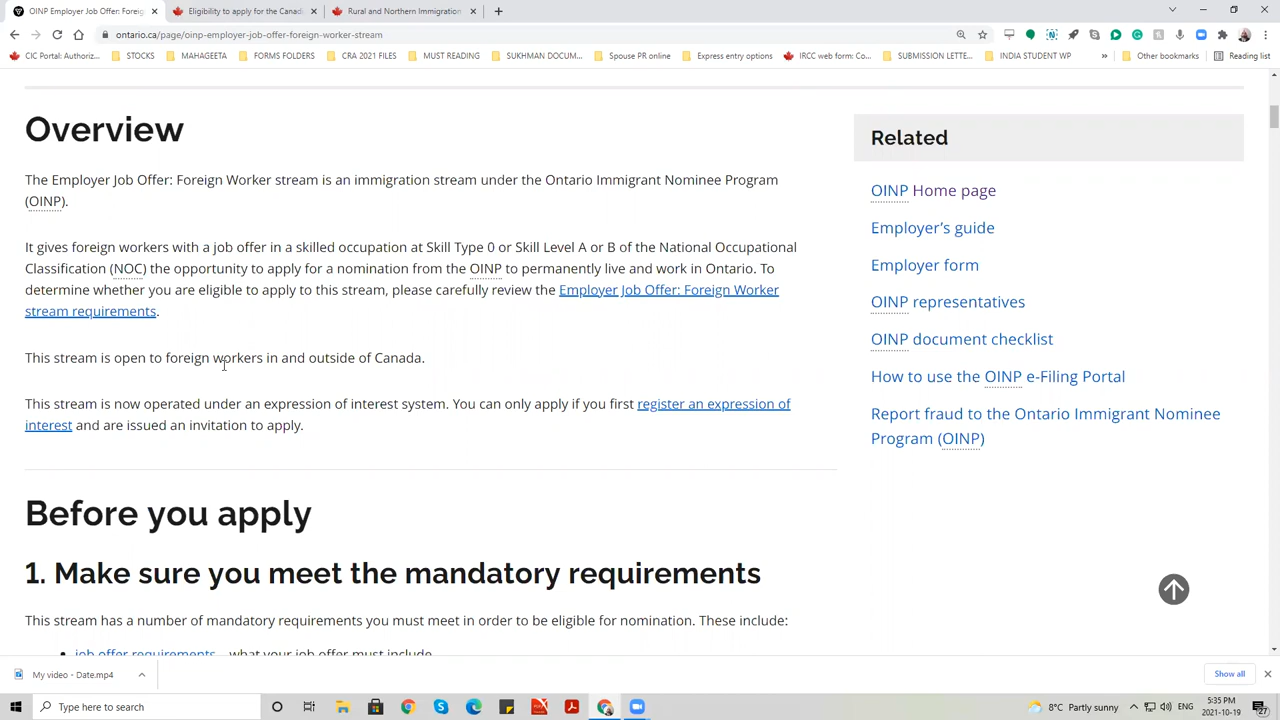 OINP Employer Job Offer: Foreig
Eligibility to apply for the Canad
Rural and Northern Immigration
ontario.ca/page/oinp-employer-job-offer-foreign-worker-stream
CIC Portal: Authoriz...
STOCKS
MAHAGEETA
FORMS FOLDERS
CRA 2021 FILES
MUST READING
SUKHMAN DOCUM...
Spouse PR online
Express entry options
IRCC web form: Co...
SUBMISSION LETTE...
INDIA STUDENT WP
»
Other bookmarks
Reading list
Overview
The Employer Job Offer: Foreign Worker stream is an immigration stream under the Ontario Immigrant Nominee Program
(OINP).
It gives foreign workers with a job offer in a skilled occupation at Skill Type 0 or Skill Level A or B of the National Occupational
Classification (NOC) the opportunity to apply for a nomination from the OINP to permanently live and work in Ontario. To
determine whether you are eligible to apply to this stream, please carefully review the Employer Job Offer: Foreign Worker
stream requirements.
This stream is open to foreign workers in and outside of Canada.
This stream is now operated under an expression of interest system. You can only apply if you first register an expression of
interest and are issued an invitation to apply.
Related
OINP Home page
Employer's guide
Employer form
OINP representatives
OINP document checklist
How to use the OINP e-Filing Portal
Report fraud to the Ontario Immigrant Nominee
Program (OINP)
Before you apply
1. Make sure you meet the mandatory requirements
This stream has a number of mandatory requirements you must meet in order to be eligible for nomination. These include:
job offer requirements – what your job offer must include
My video - Date.mp4
Show all
Type here to search
8°C Partly sunny
ENG
5:35 PM
2021-10-19
27